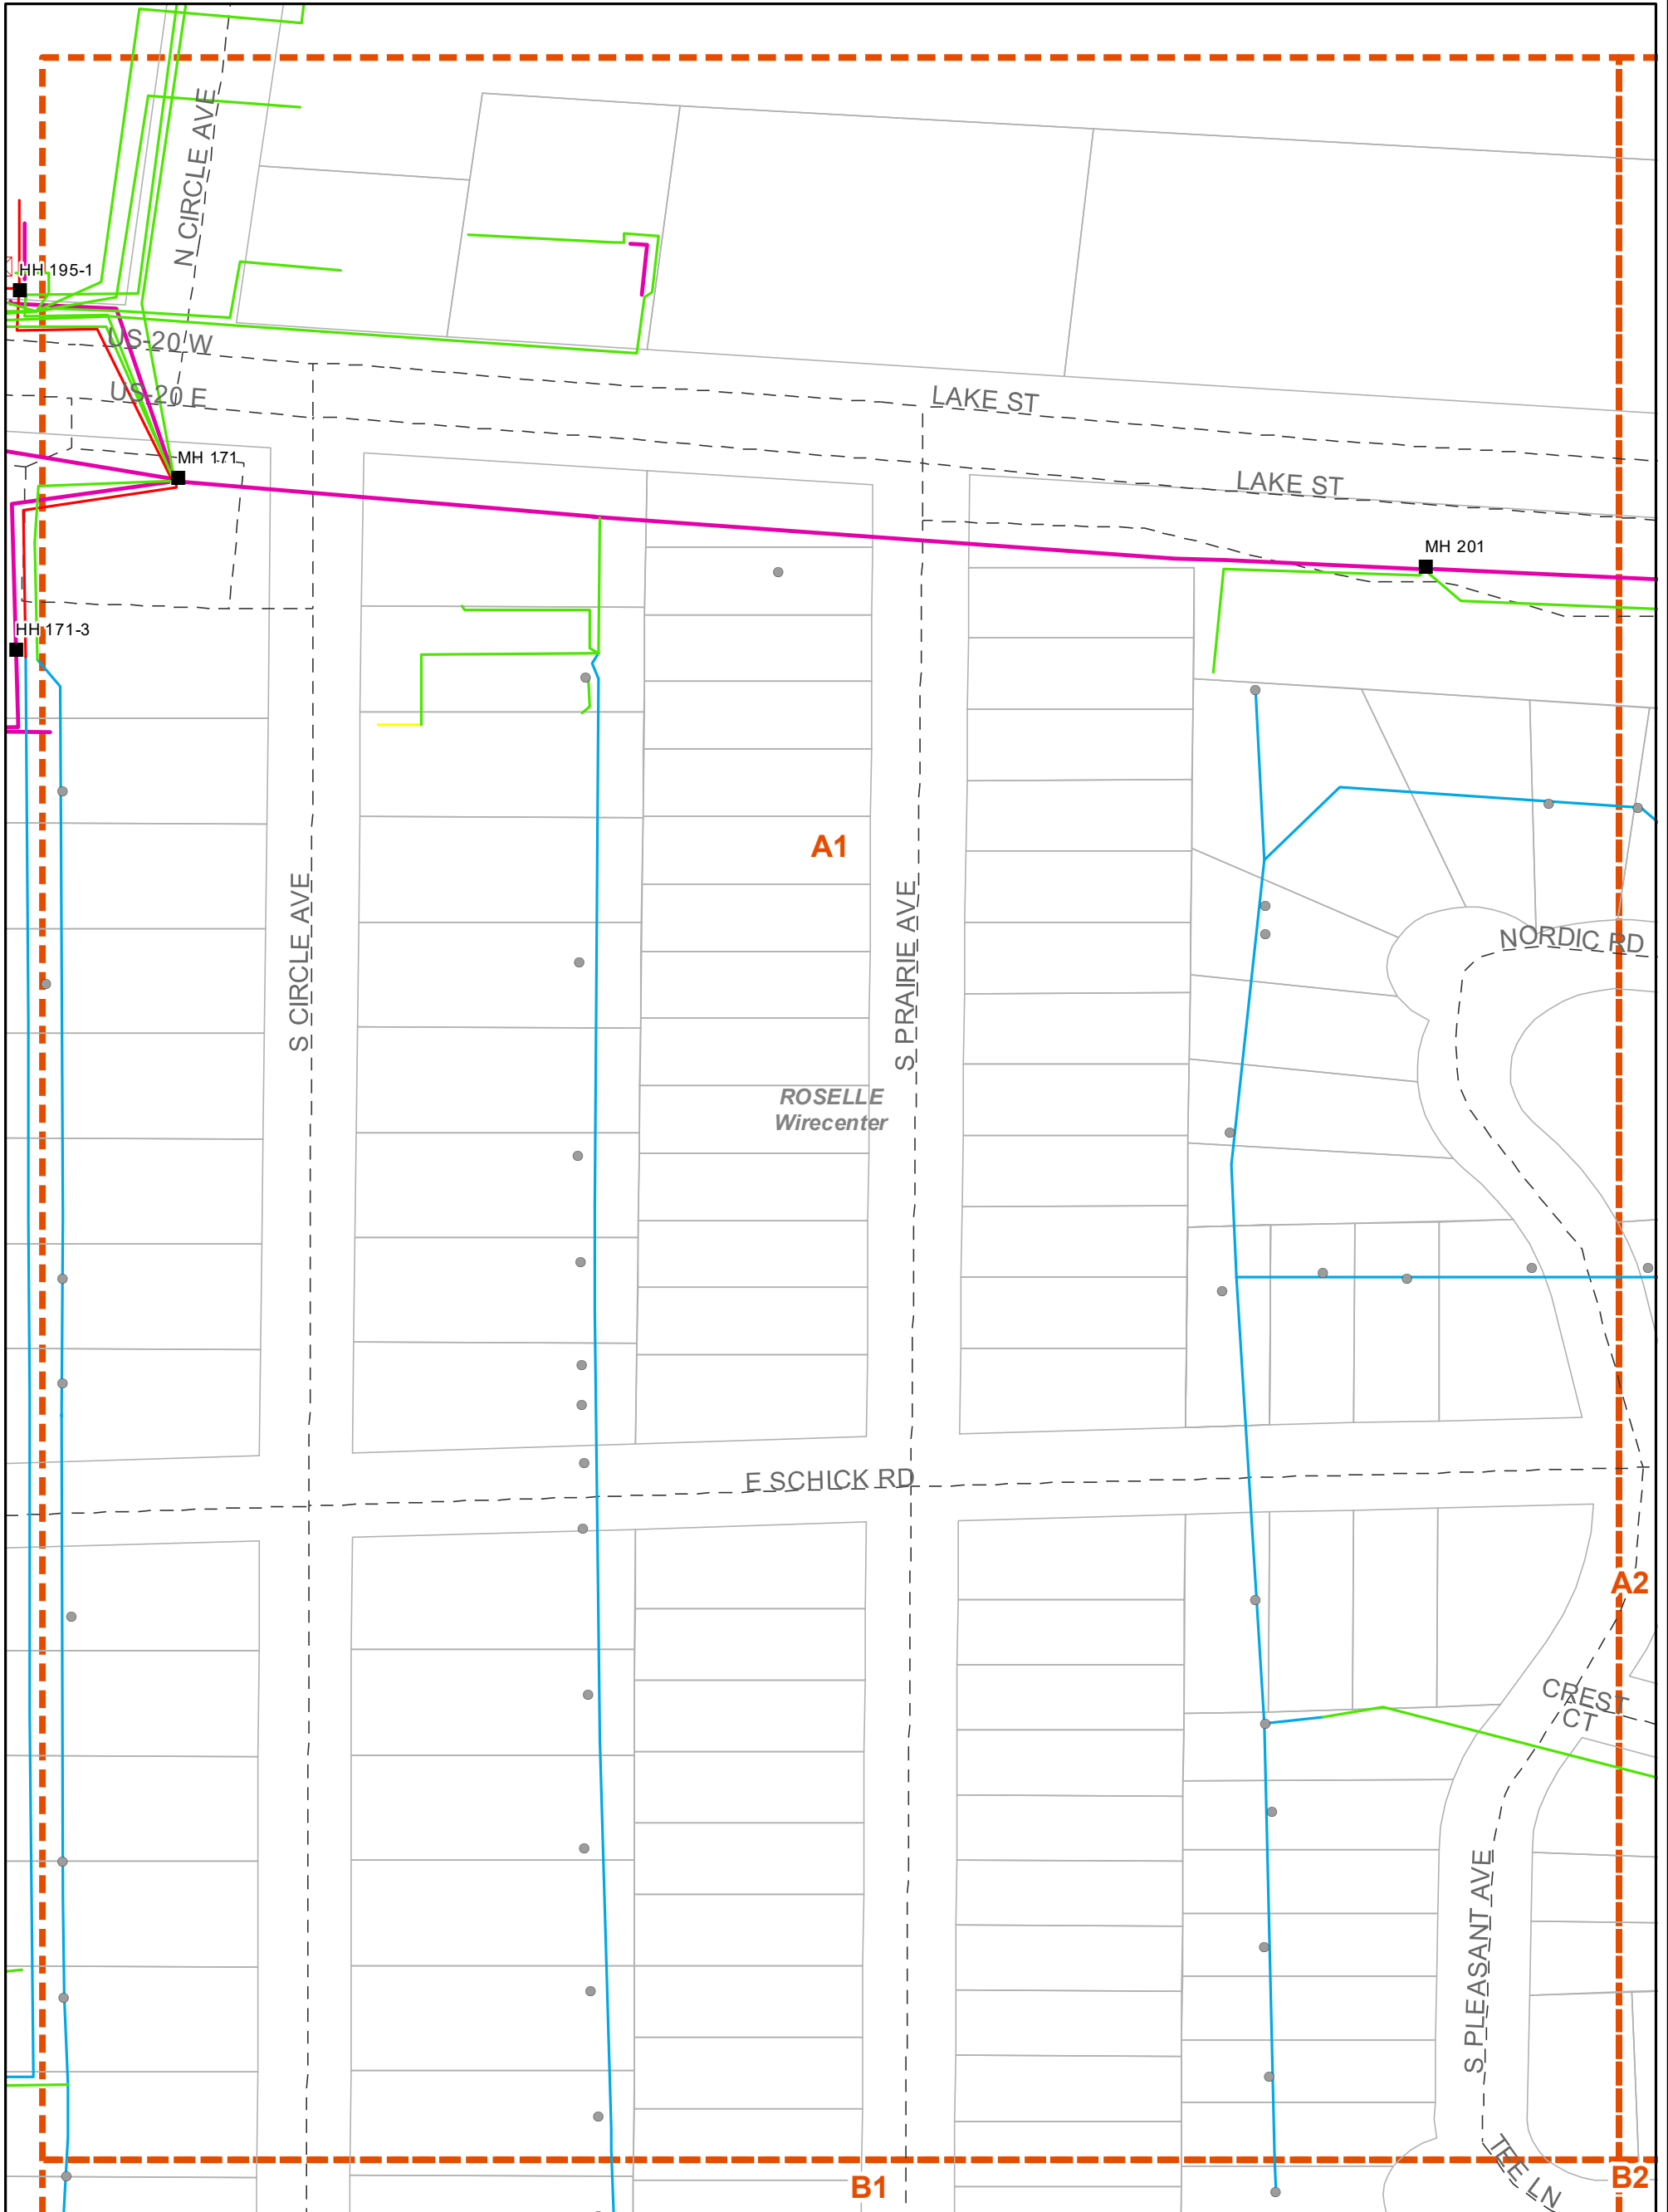 N CIRCLE AVE
HH 195-1
US-20 W
US-20 E
LAKE ST
MH 171
LAKE ST
MH 201
HH 171-3
A1
S CIRCLE AVE
S PRAIRIE AVE
NORDIC RD
ROSELLE
Wirecenter
E SCHICK RD
A2
CREST
CT
S PLEASANT AVE
TEE LN
B1
B2